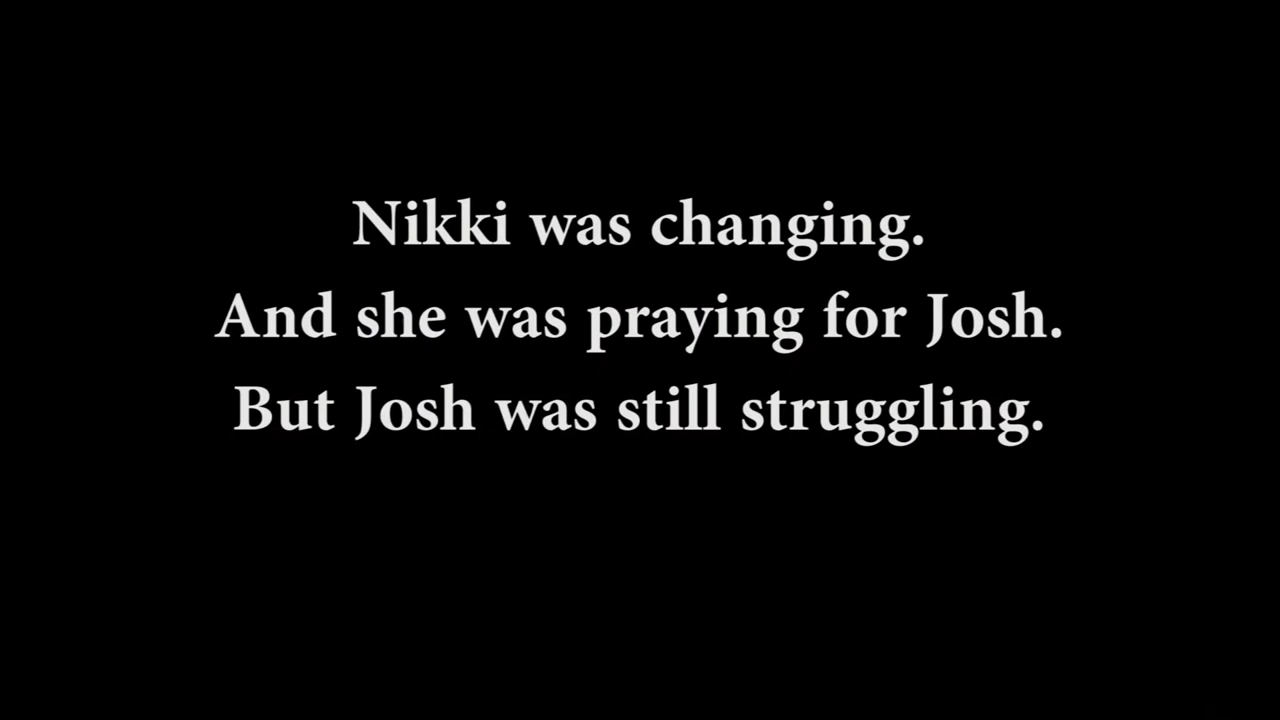 Nikki was changing.
And she was praying for Josh.
But Josh was still struggling.